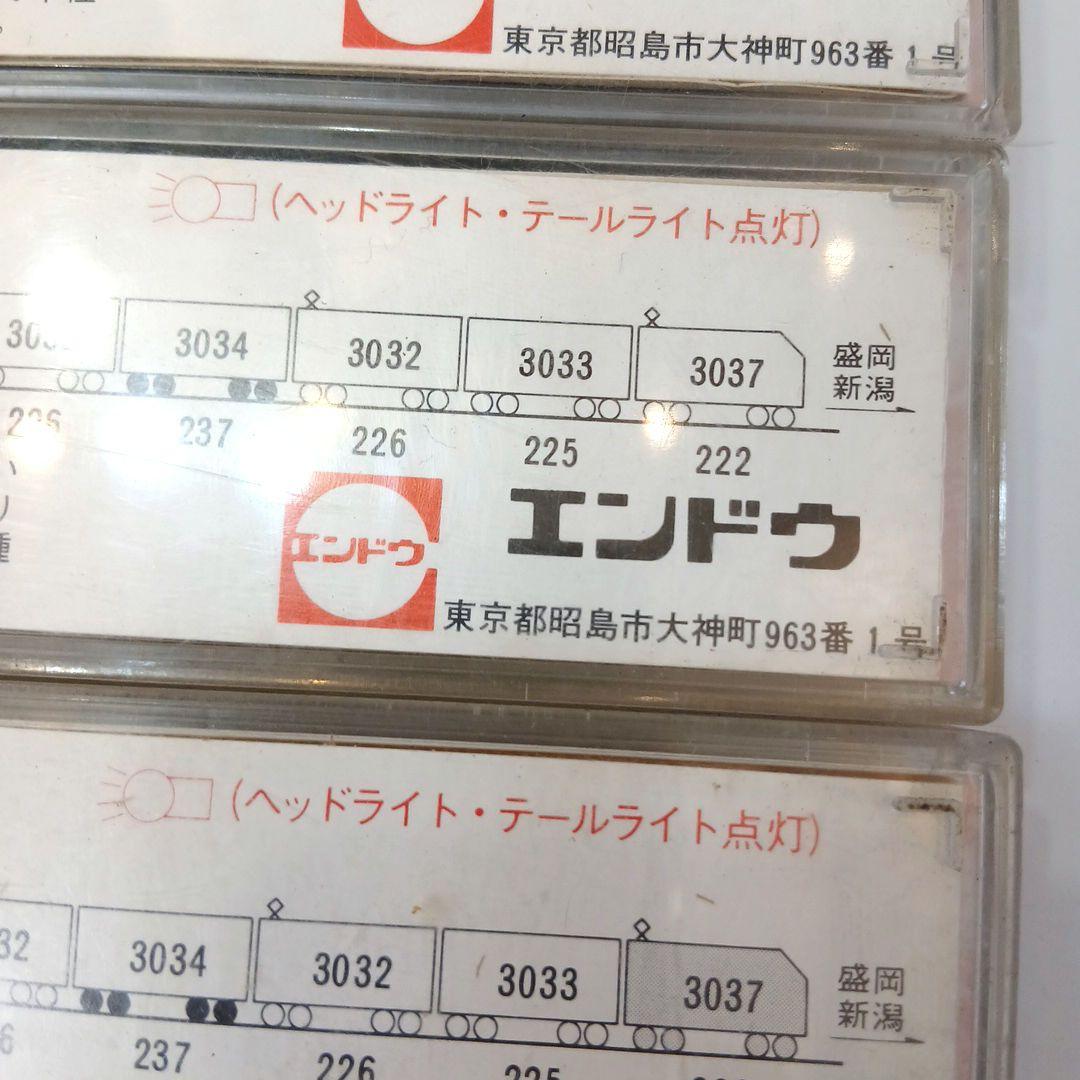 東京都昭島市大神町963番1号
(ヘッドライト・テールライト点灯)
3034 3032 3033 3037 盛岡
新潟
237 226 225 222
エンドウ
エンドウ
東京都昭島市大神町963番1号
(ヘッドライト・テールライト点灯)
32 3034 3032 3033 3037 盛岡
新潟
237 226